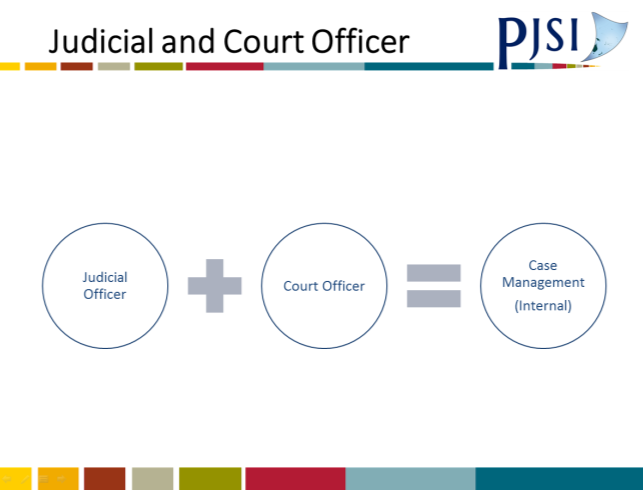 Judicial and Court Officer
PJSI
Judicial
Officer
Court Officer
Case
Management
(Internal)